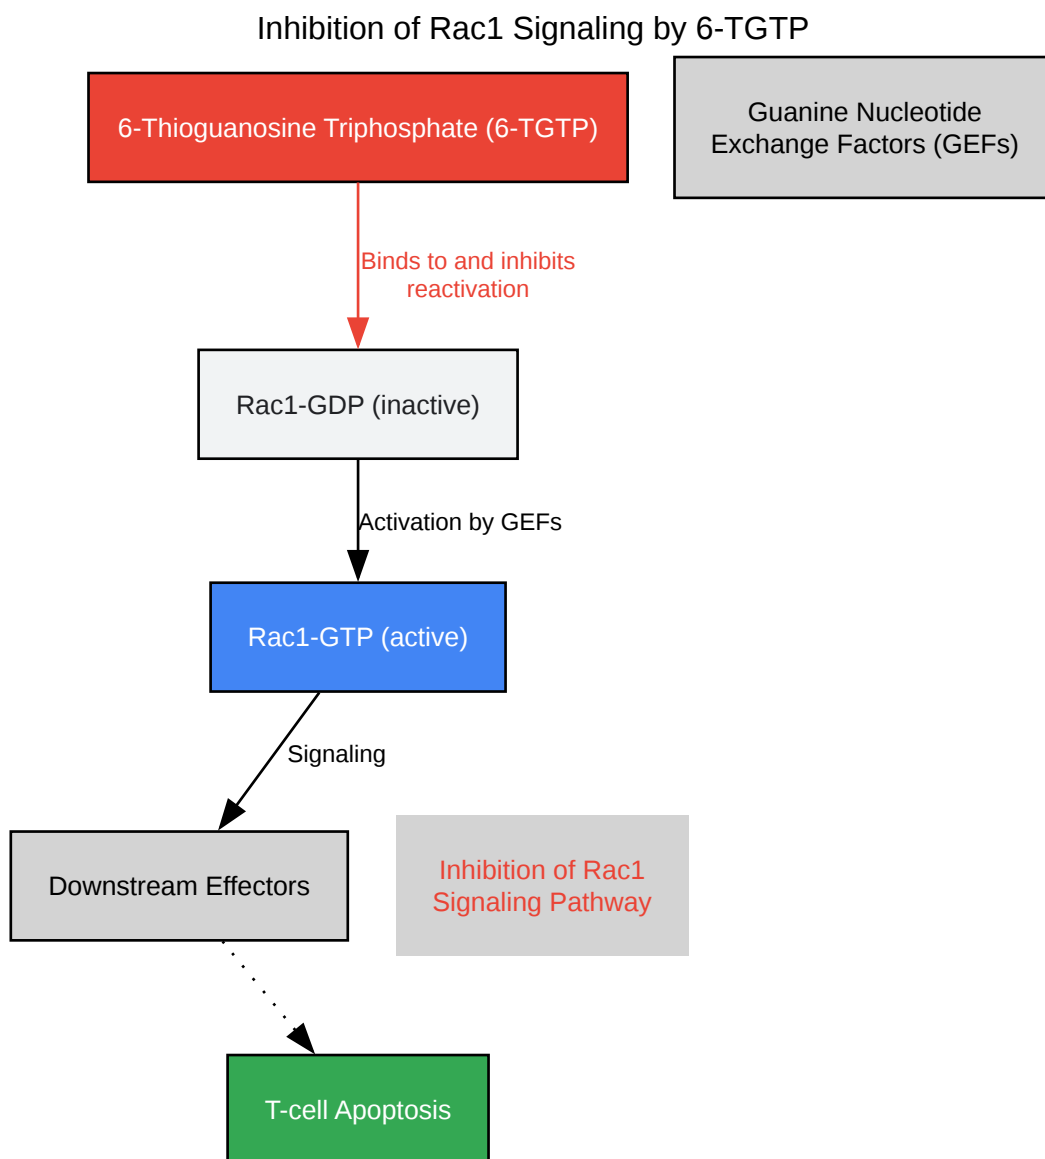 Inhibition of Rac1 Signaling by 6-TGTP
6-Thioguanosine Triphosphate (6-TGTP)
Guanine Nucleotide
Exchange Factors (GEFs)
Binds to and inhibits
reactivation
Rac1-GDP (inactive)
Activation by GEFs
Rac1-GTP (active)
Signaling
Downstream Effectors
Inhibition of Rac1
Signaling Pathway
T-cell Apoptosis